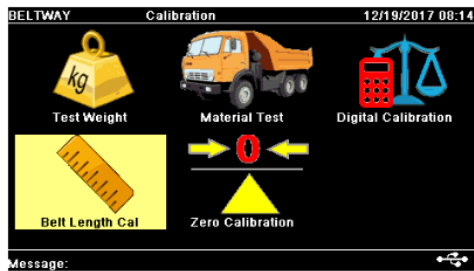 BELTWAY Calibration 12/19/2017 08:14
kg
Test Weight Material Test Digital Calibration
0
Belt Length Cal Zero Calibration
Message: